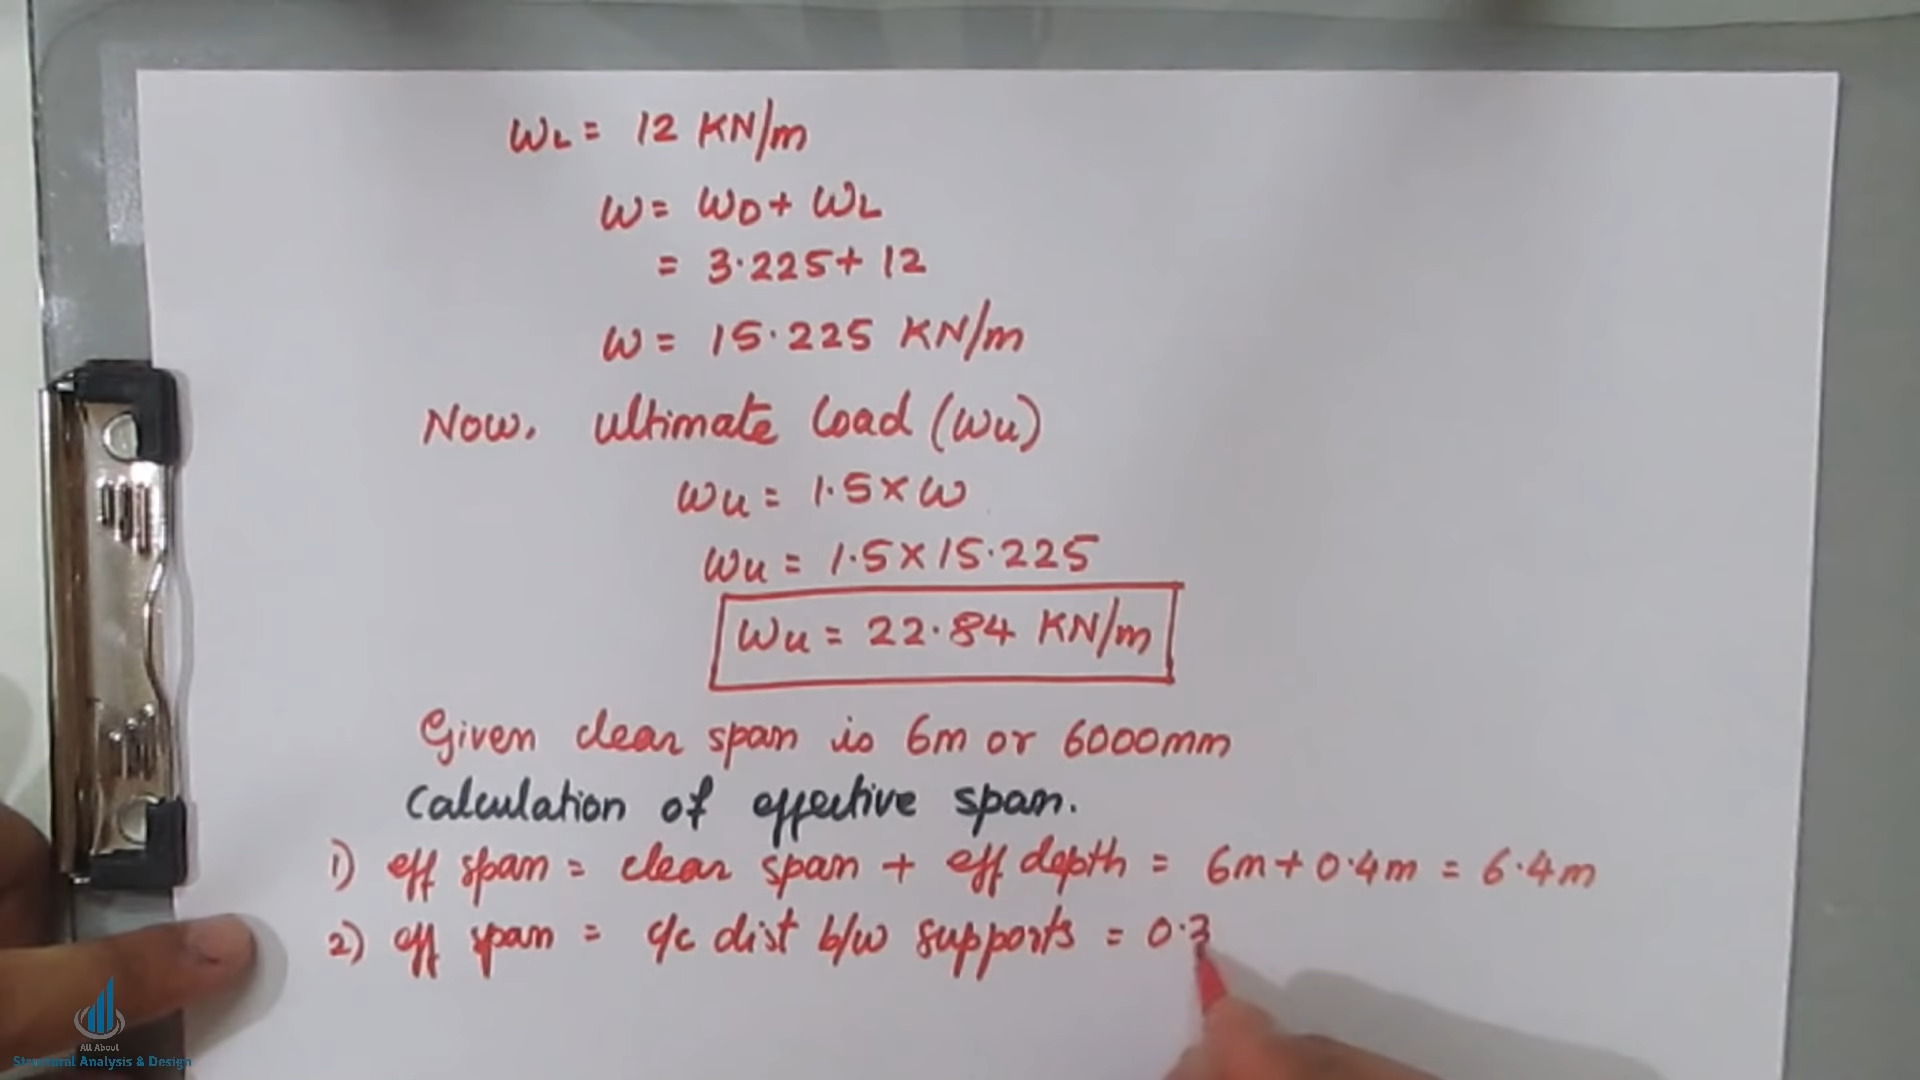 WL = 12 KN/m
W = WD + WL
= 3.225 + 12
W = 15.225 KN/m
Now, ultimate load (Wu)
Wu = 1.5 × W
Wu = 1.5 × 15.225
Wu = 22.84 KN/m
Given clear span is 6m or 6000mm
Calculation of effective span.
1) eff span = clear span + eff depth = 6m + 0.4m = 6.4m
2) eff span = c/c dist b/w supports = 0.3
All About
Structural Analysis & Design